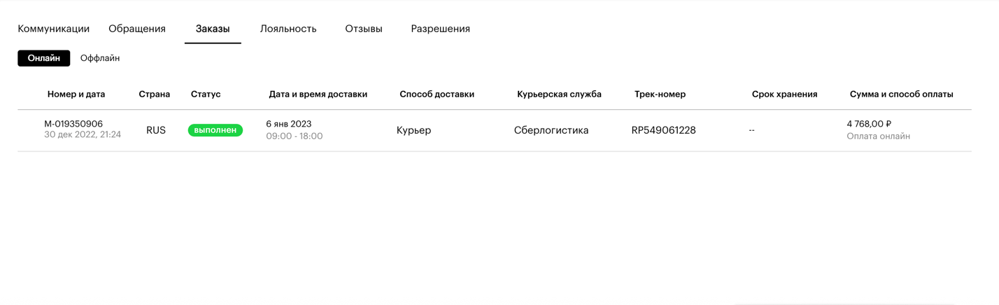 Коммуникации Обращения Заказы Лояльность Отзывы Разрешения
Онлайн Оффлайн
Номер и дата Страна Статус Дата и время доставки Способ доставки Курьерская служба Трек-номер Срок хранения Сумма и способ оплаты
М-019350906 RUS выполнен 6 янв 2023 Курьер Сберлогистика RP549061228 -- 4 768,00 ₽
30 дек 2022, 21:24 09:00 - 18:00 Оплата онлайн